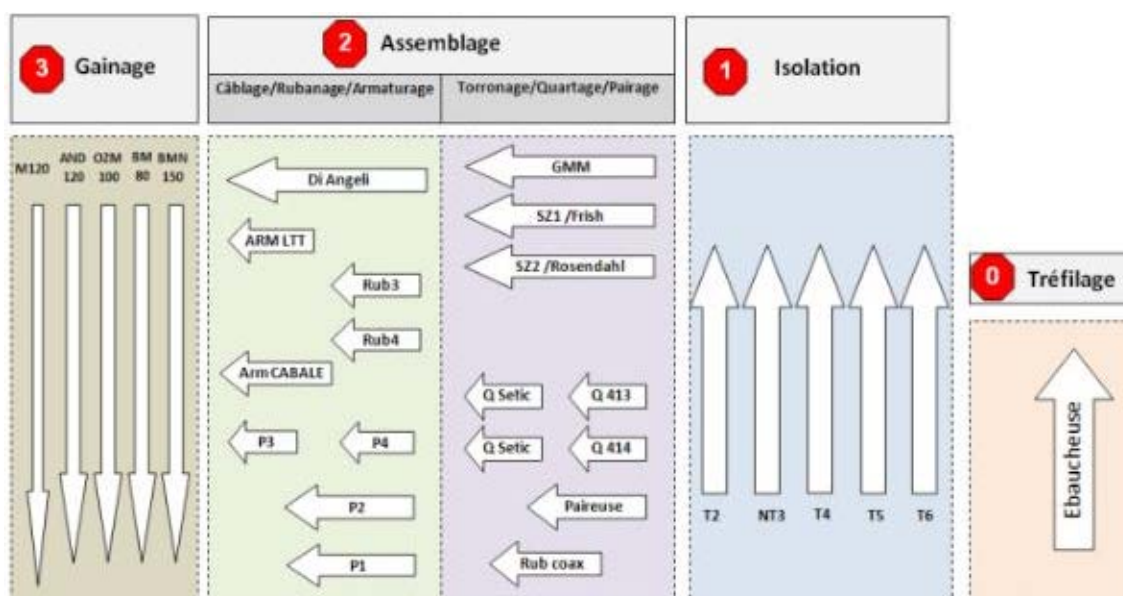 3 Gainage
2 Assemblage
1 Isolation
Câblage/Rubanage/Armaturage
Torronage/Quartage/Pairage
M120
AND 120
O2M 100
BM 80
BMN 150
Di Angeli
ARM LTT
Rub3
Rub4
Arm CABALE
P3
P4
P2
P1
GMM
SZ1 /Frish
SZ2 /Rosendahl
Q Setic
Q 413
Q Setic
Q 414
Paireuse
Rub coax
T2
NT3
T4
T5
T6
0 Tréfilage
Ebaucheuse